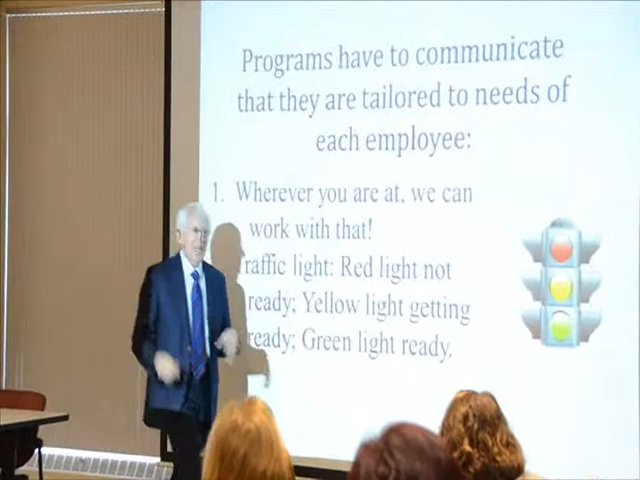 Programs have to communicate
that they are tailored to needs of
each employee:
1. Wherever you are at, we can
work with that!
raffic light: Red light not
ready; Yellow light getting
ready; Green light ready.